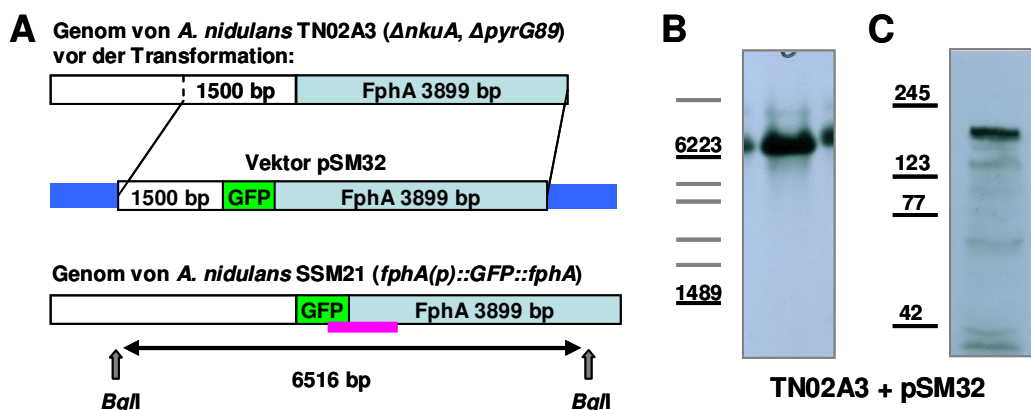 A
Genom von A. nidulans TN02A3 (ΔnkuA, ΔpyrG89)
vor der Transformation:
1500 bp
FphA 3899 bp
Vektor pSM32
1500 bp
GFP
FphA 3899 bp
Genom von A. nidulans SSM21 (fphA(p)::GFP::fphA)
GFP
FphA 3899 bp
6516 bp
BglI
BglI
B
6223
1489
C
245
123
77
42
TN02A3 + pSM32